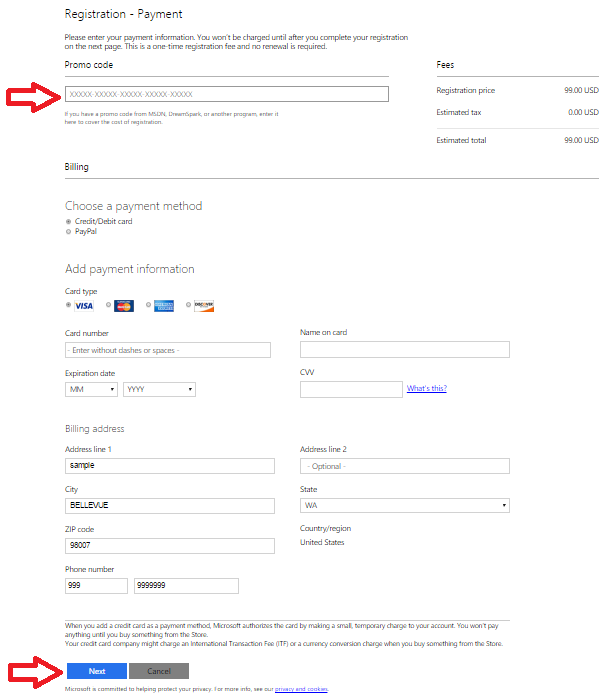 Registration - Payment
Please enter your payment information. You won't be charged until after you complete your registration
on the next page. This is a one-time registration fee and no renewal is required.
Promo code
XXXXX-XXXXX-XXXXX-XXXXX-XXXXX
If you have a promo code from MSDN, DreamSpark, or another program, enter it
here to cover the cost of registration.
Fees
Registration price 99.00 USD
Estimated tax 0.00 USD
Estimated total 99.00 USD
Billing
Choose a payment method
Credit/Debit card
PayPal
Add payment information
Card type
VISA MasterCard DISCOVER
Card number
- Enter without dashes or spaces -
Name on card
Expiration date
MM YYYY
CVV
What's this?
Billing address
Address line 1
sample
Address line 2
- Optional -
City
BELLEVUE
State
WA
ZIP code
98007
Country/region
United States
Phone number
999 9999999
When you add a credit card as a payment method, Microsoft authorizes the card by making a small, temporary charge to your account. You won't pay
anything until you buy something from the Store.
Your credit card company might charge an International Transaction Fee (ITF) or a currency conversion charge when you buy something from the Store.
Next Cancel
Microsoft is committed to helping protect your privacy. For more info, see our privacy and cookies.